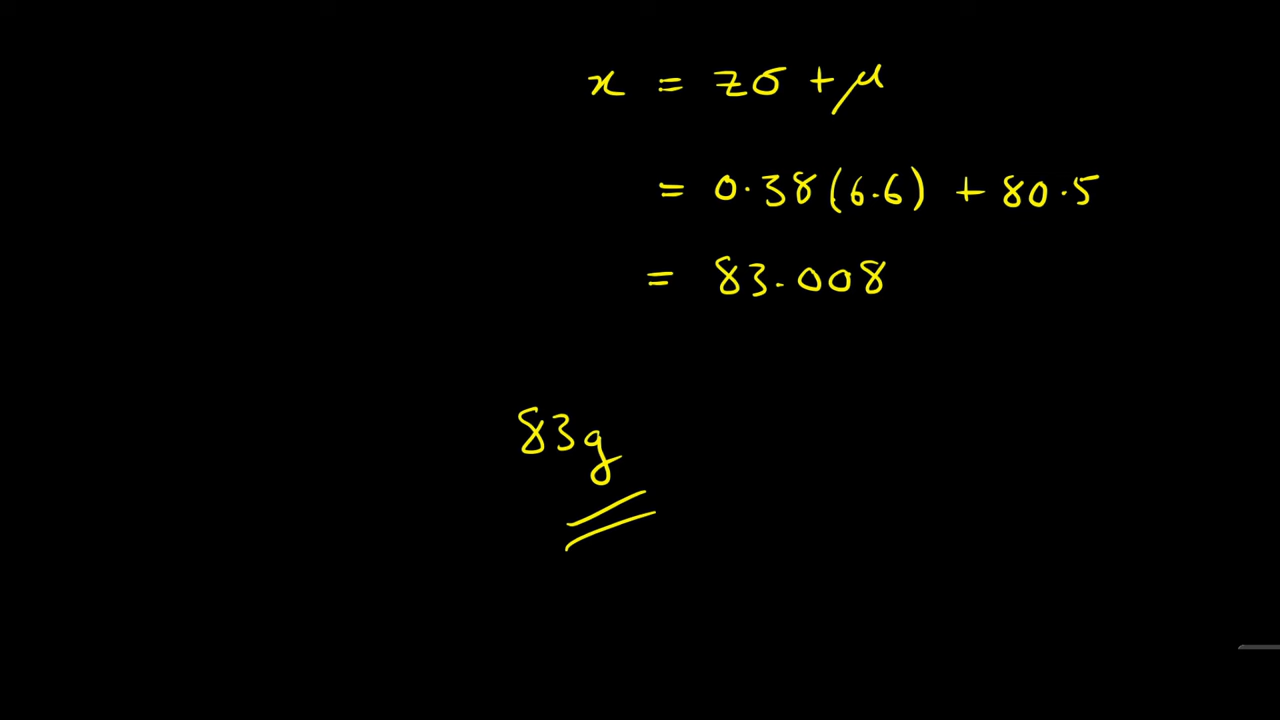 x = zσ + μ
= 0.38(6.6) + 80.5
= 83.008
83g